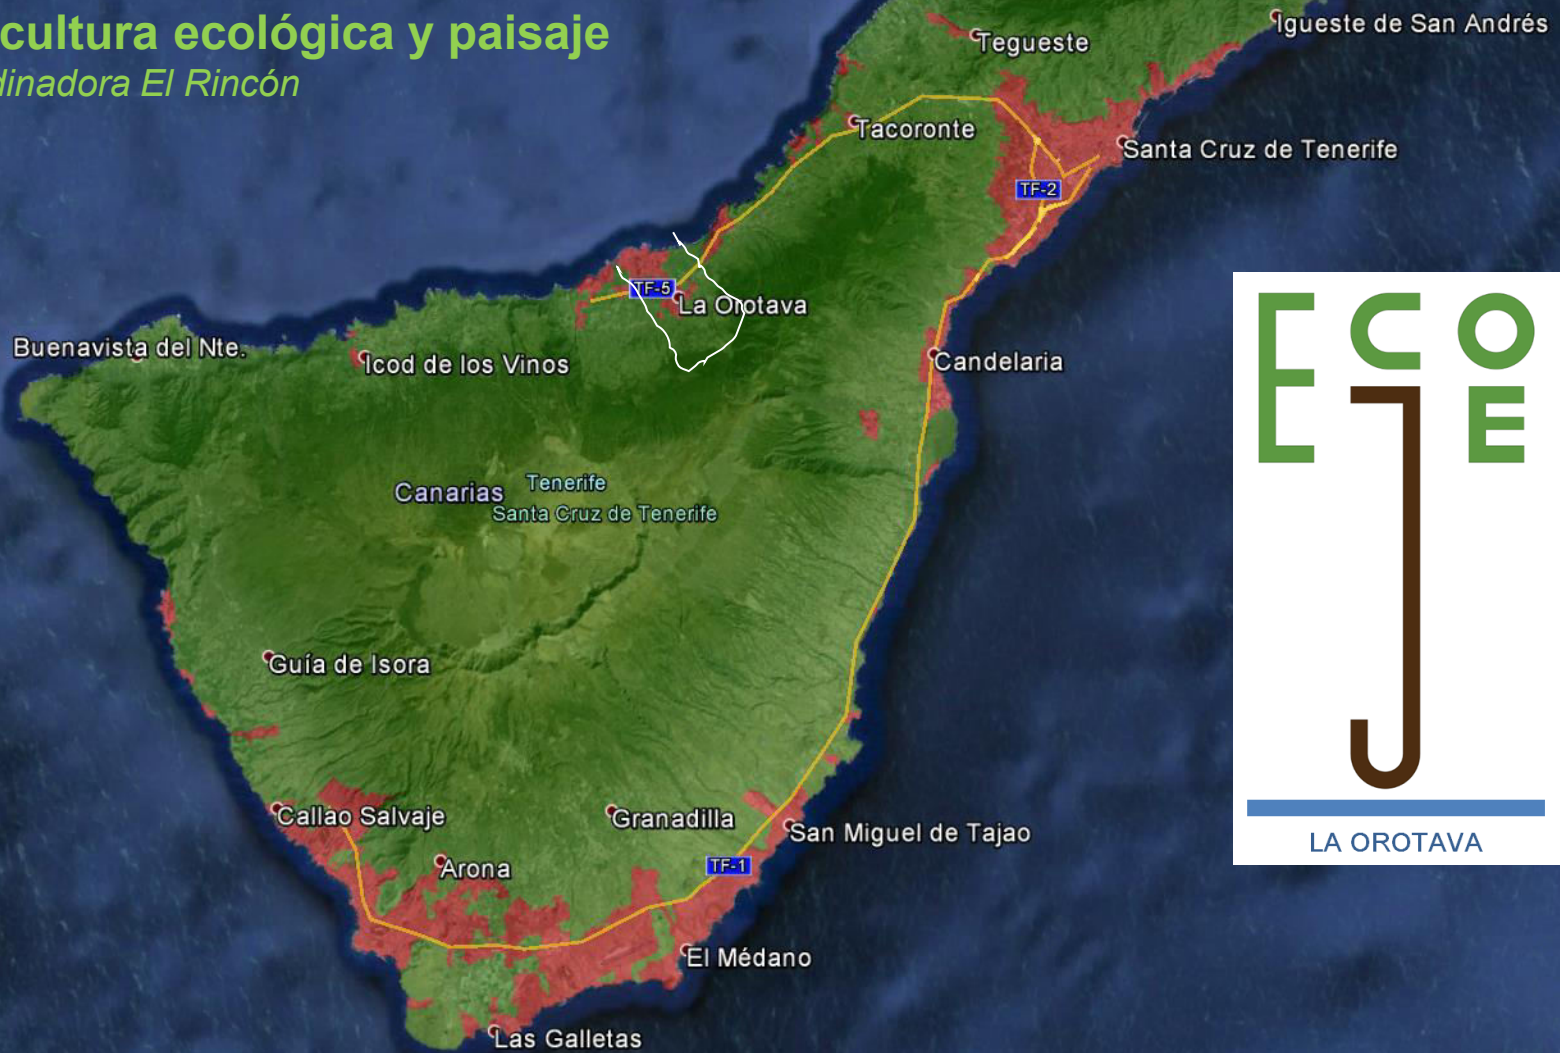 cultura ecológica y paisaje
dinadora El Rincón
Igueste de San Andrés
Tegueste
Tacoronte
Santa Cruz de Tenerife
TF-2
TF-5
La Orotava
Buenavista del Nte.
Icod de los Vinos
Candelaria
Canarias
Tenerife
Santa Cruz de Tenerife
Guía de Isora
Callao Salvaje
Granadilla
San Miguel de Tajao
Arona
TF-1
El Médano
Las Galletas
ECO
EJE
LA OROTAVA